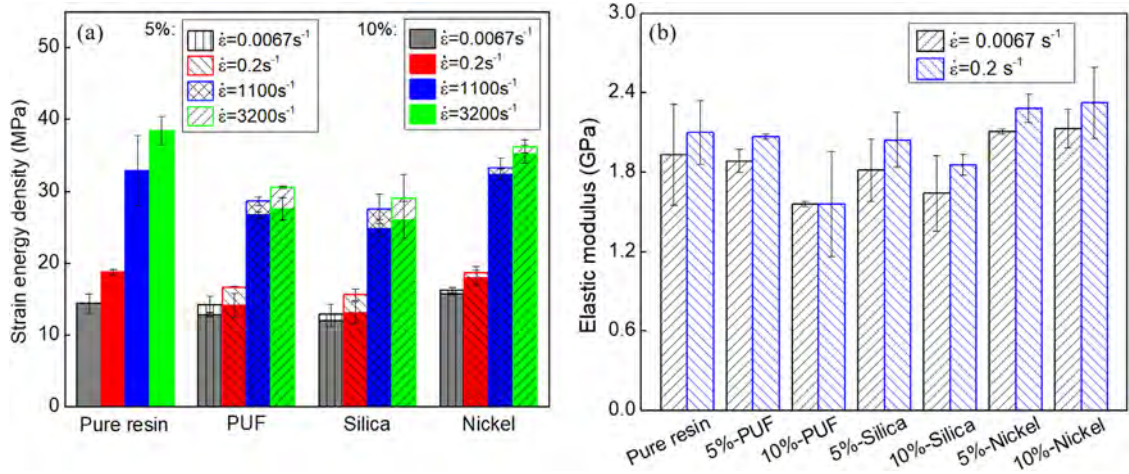 (a)
5%:
ε̇=0.0067s⁻¹
ε̇=0.2s⁻¹
ε̇=1100s⁻¹
ε̇=3200s⁻¹
10%:
ε̇=0.0067s⁻¹
ε̇=0.2s⁻¹
ε̇=1100s⁻¹
ε̇=3200s⁻¹
Strain energy density (MPa)
50
40
30
20
10
0
Pure resin PUF Silica Nickel
(b)
ε̇= 0.0067 s⁻¹
ε̇=0.2 s⁻¹
Elastic modulus (GPa)
3.0
2.4
1.8
1.2
0.6
0.0
Pure resin 5%-PUF 10%-PUF 5%-Silica 10%-Silica 5%-Nickel 10%-Nickel